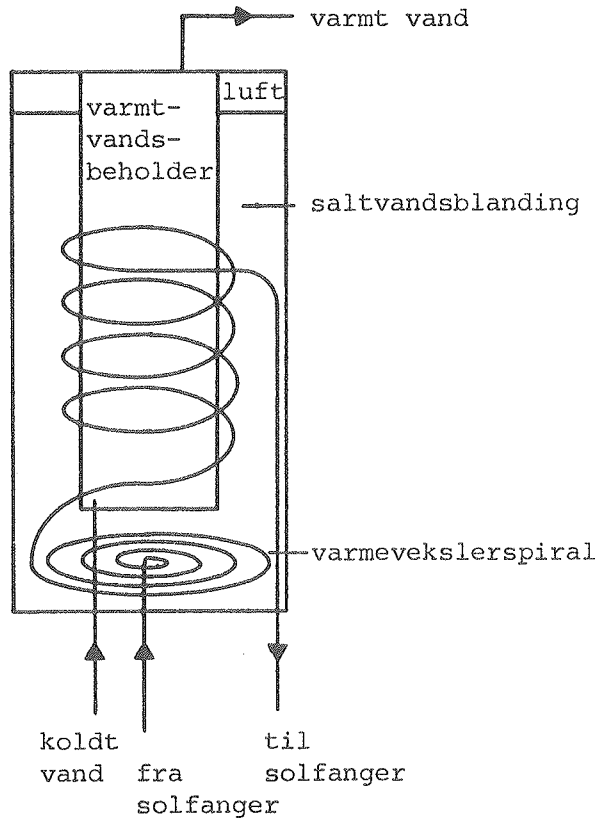 varmt vand
luft
varmt-
vands-
beholder
saltvandsblanding
varmevekslerspiral
koldt
vand
fra
solfanger
til
solfanger